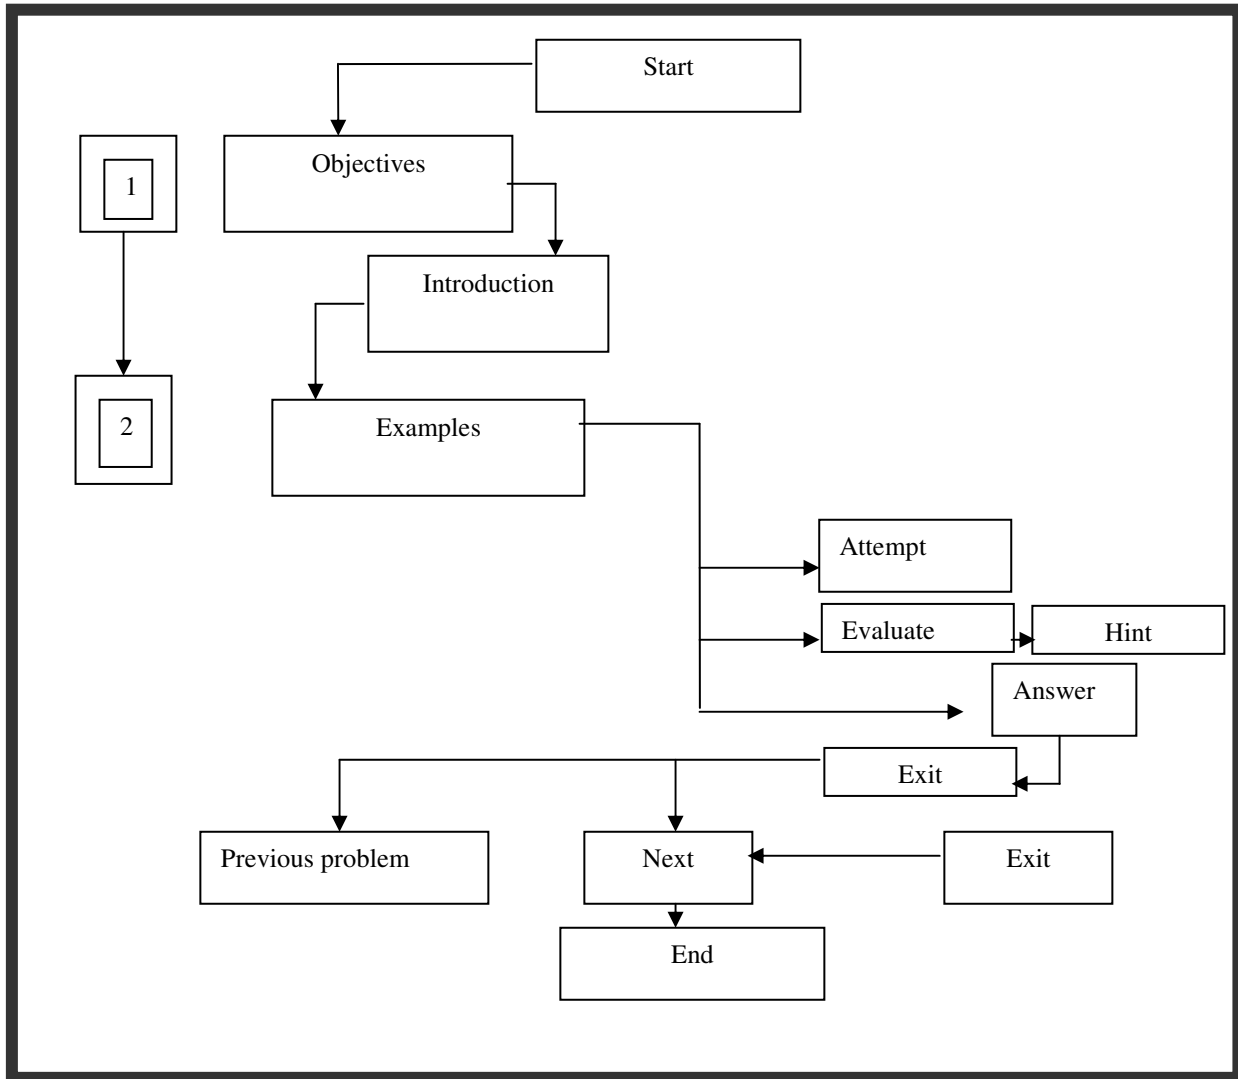 Start
Objectives
1
Introduction
2
Examples
Attempt
Evaluate
Hint
Answer
Exit
Previous problem
Next
Exit
End